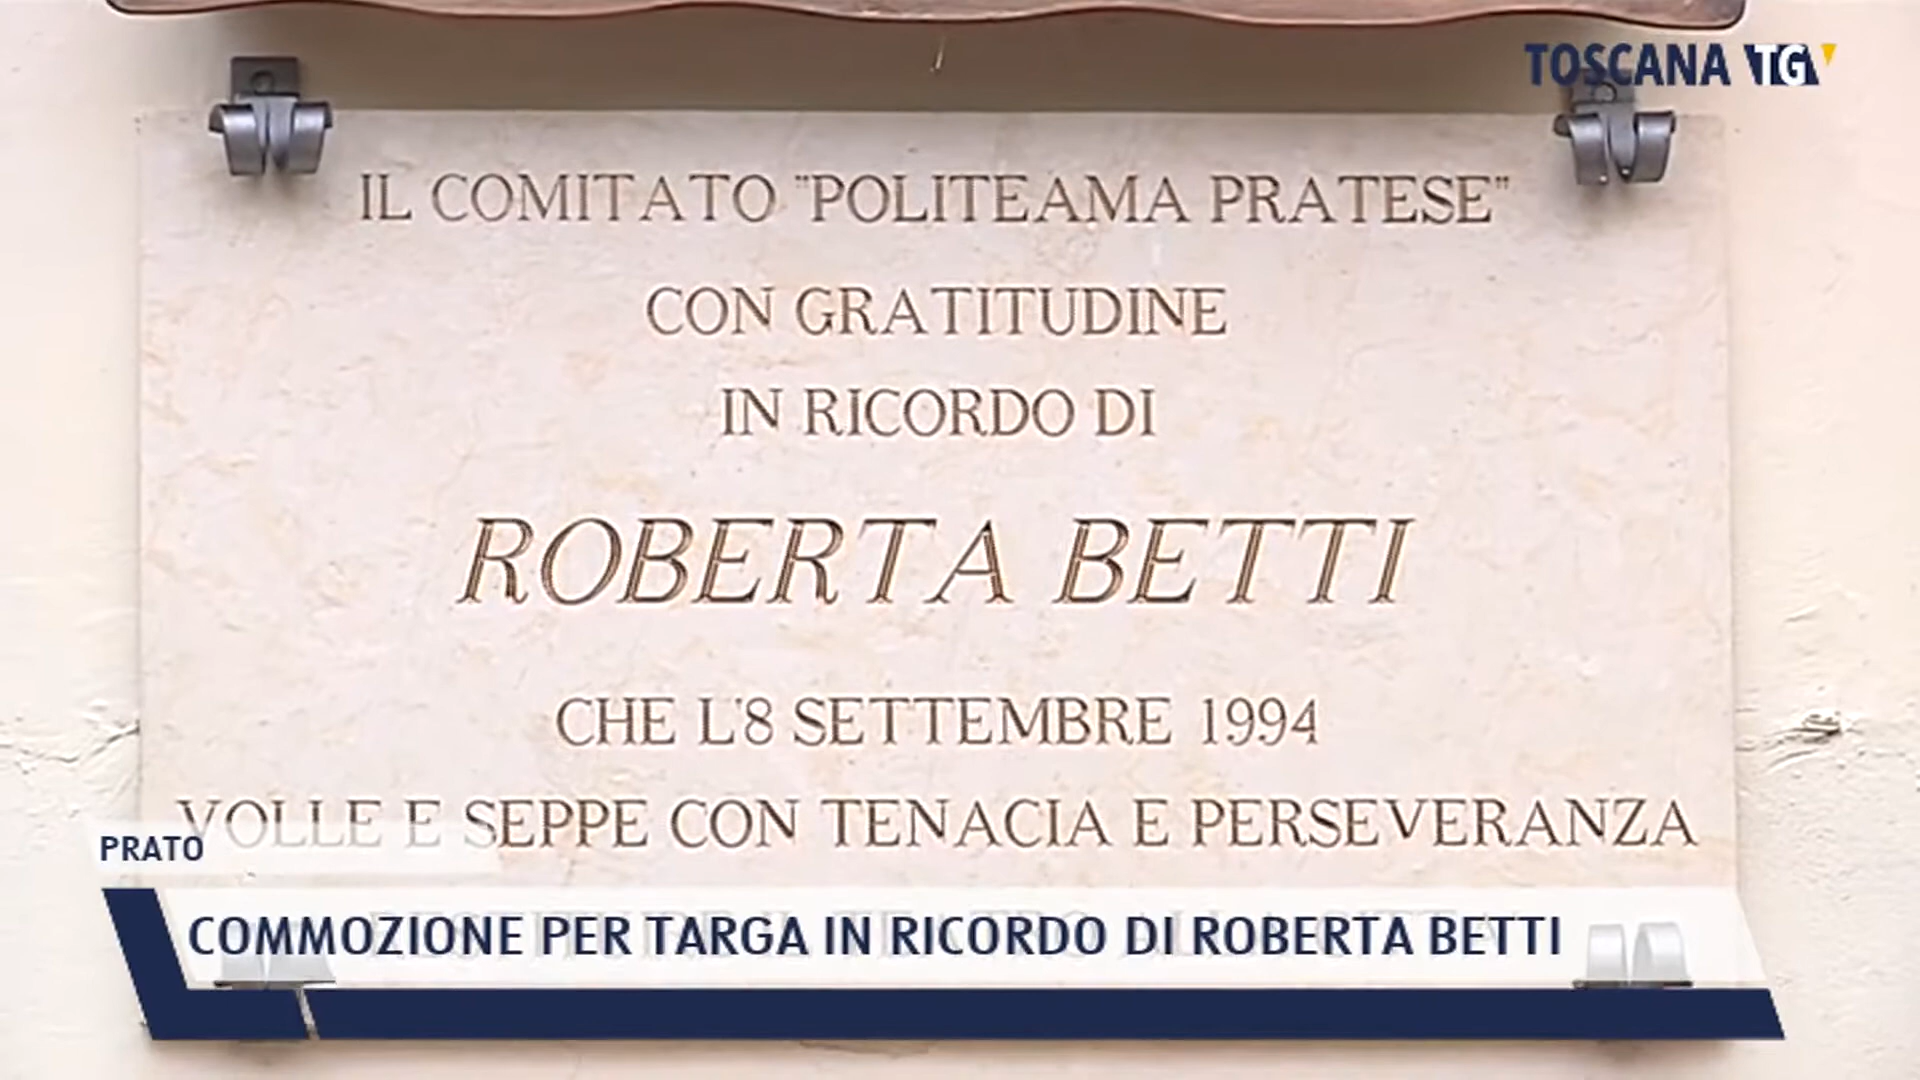 TOSCANA TG
IL COMITATO "POLITEAMA PRATESE"
CON GRATITUDINE
IN RICORDO DI
ROBERTA BETTI
CHE L'8 SETTEMBRE 1994
VOLLE E SEPPE CON TENACIA E PERSEVERANZA
PRATO
COMMOZIONE PER TARGA IN RICORDO DI ROBERTA BETTI